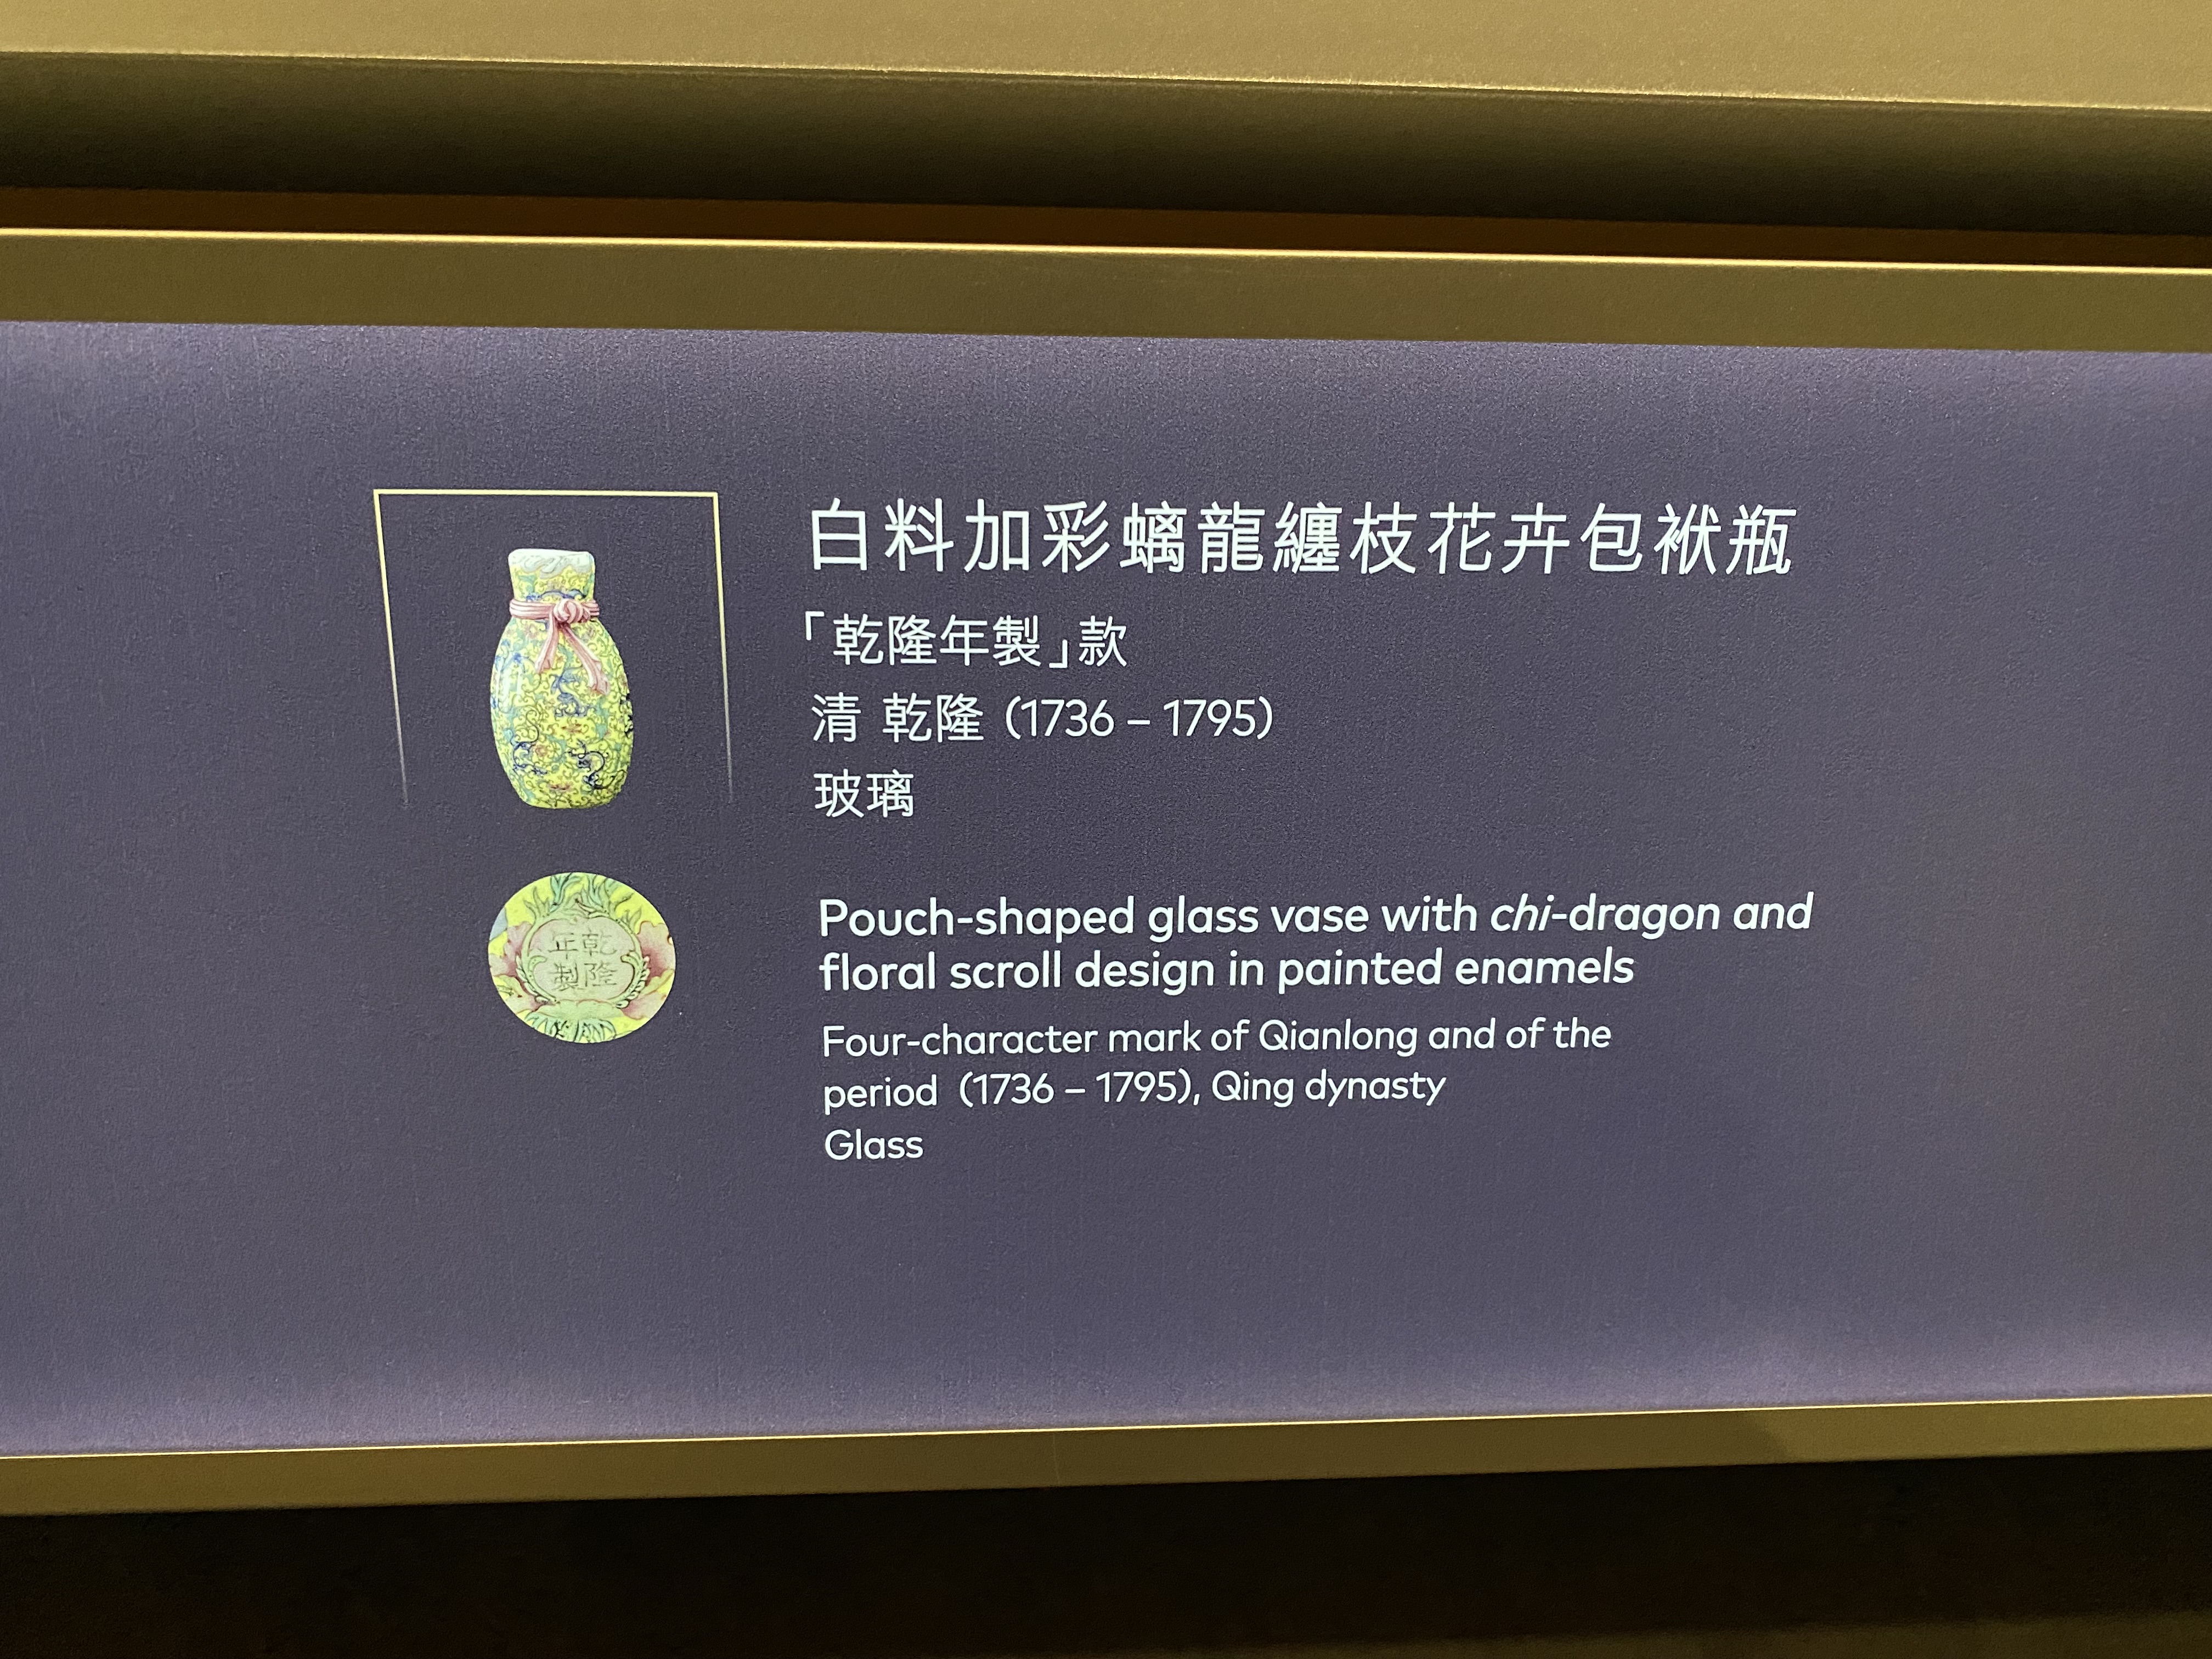 白料加彩螭龍纏枝花卉包袱瓶
「乾隆年製」款
清 乾隆 (1736 – 1795)
玻璃
乾隆
年製
Pouch-shaped glass vase with chi-dragon and
floral scroll design in painted enamels
Four-character mark of Qianlong and of the
period (1736 – 1795), Qing dynasty
Glass